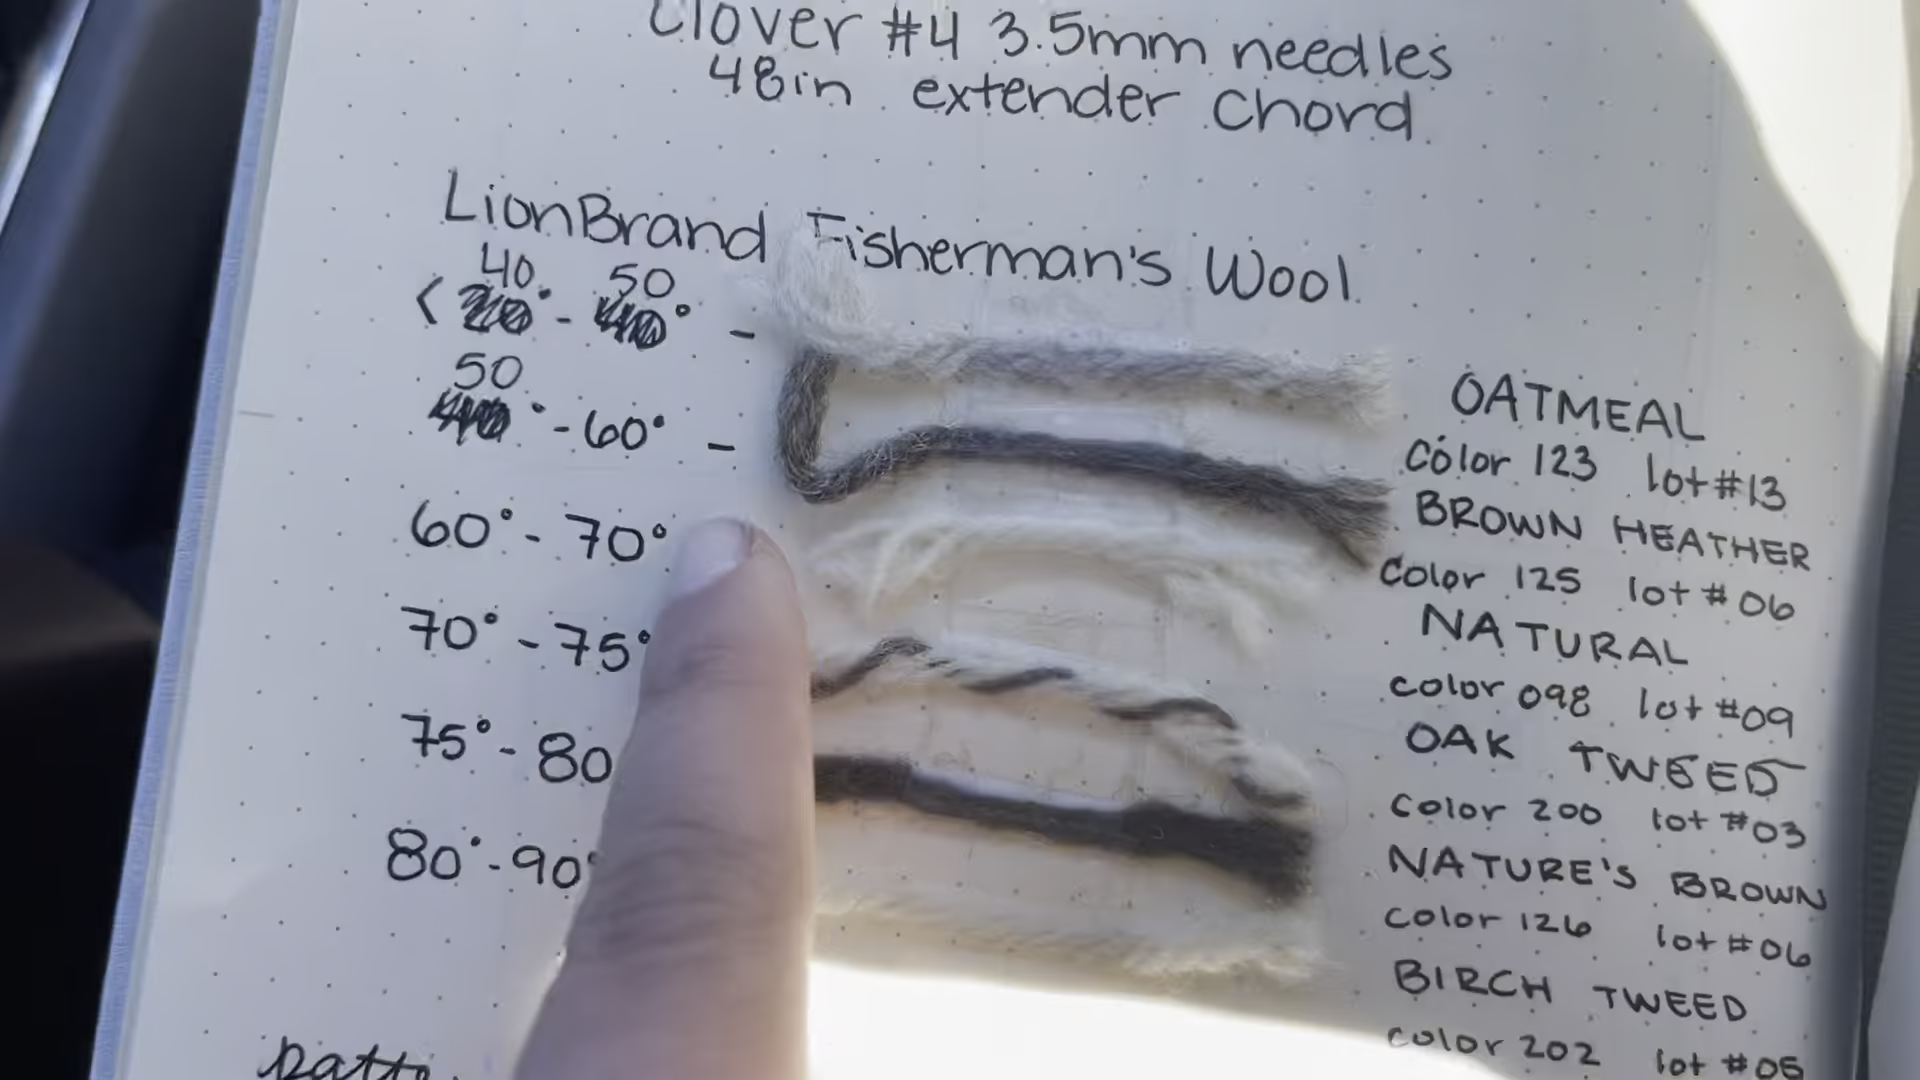 Clover #4 3.5mm needles
48in extender chord
LionBrand Fisherman's Wool
40 50
< 20° - 40° -
50
40° - 60° -
60° - 70°
70° - 75°
75° - 80
80° - 90°
OATMEAL
Color 123 lot #13
BROWN HEATHER
Color 125 lot #06
NATURAL
color 098 lot #09
OAK TWEED
color 200 lot #03
NATURE'S BROWN
color 126 lot #06
BIRCH TWEED
color 202 lot #05